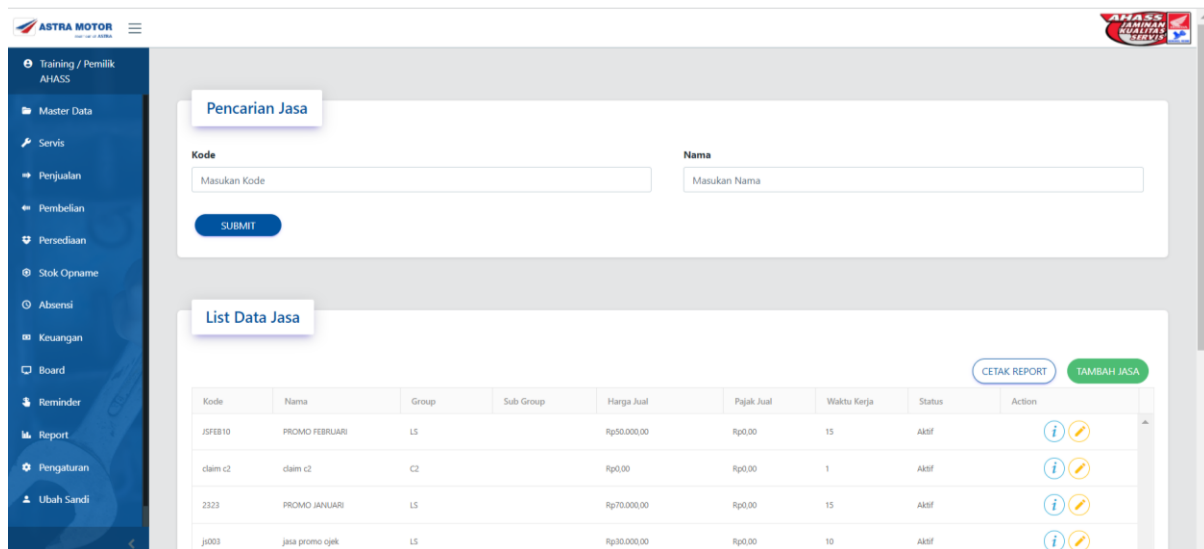 ASTRA MOTOR
AHASS
JAMINAN
KUALITAS
SERVIS
Training / Pemilik
AHASS
Master Data
Servis
Penjualan
Pembelian
Persediaan
Stok Opname
Absensi
Keuangan
Board
Reminder
Report
Pengaturan
Ubah Sandi
Pencarian Jasa
Kode Nama
Masukan Kode Masukan Nama
SUBMIT
List Data Jasa
CETAK REPORT TAMBAH JASA
Kode Nama Group Sub Group Harga Jual Pajak Jual Waktu Kerja Status Action
JSFEB10 PROMO FEBRUARI LS Rp50.000,00 Rp0,00 15 Aktif
claim c2 claim c2 C2 Rp0,00 Rp0,00 1 Aktif
2323 PROMO JANUARI LS Rp70.000,00 Rp0,00 15 Aktif
js003 jasa promo ojek LS Rp30.000,00 Rp0,00 10 Aktif